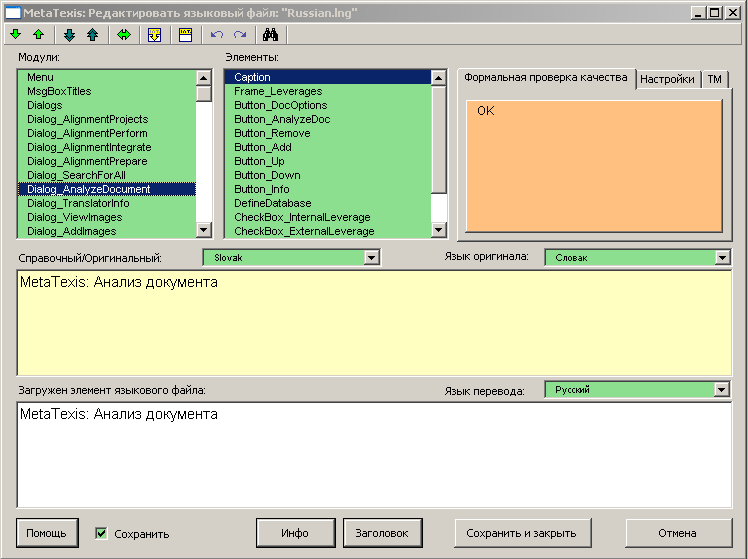 MetaTexis: Редактировать языковый файл: "Russian.lng"
Модули:
Элементы:
Menu
MsgBoxTitles
Dialogs
Dialog_AlignmentProjects
Dialog_AlignmentPerform
Dialog_AlignmentIntegrate
Dialog_AlignmentPrepare
Dialog_SearchForAll
Dialog_AnalyzeDocument
Dialog_TranslatorInfo
Dialog_ViewImages
Dialog_AddImages
Caption
Frame_Leverages
Button_DocOptions
Button_AnalyzeDoc
Button_Remove
Button_Add
Button_Up
Button_Down
Button_Info
DefineDatabase
CheckBox_InternalLeverage
CheckBox_ExternalLeverage
Формальная проверка качества
Настройки
TM
OK
Справочный/Оригинальный:
Slovak
Язык оригинала:
Словак
MetaTexis: Анализ документа
Загружен элемент языкового файла:
Язык перевода:
Русский
MetaTexis: Анализ документа
Помощь
Сохранить
Инфо
Заголовок
Сохранить и закрыть
Отмена